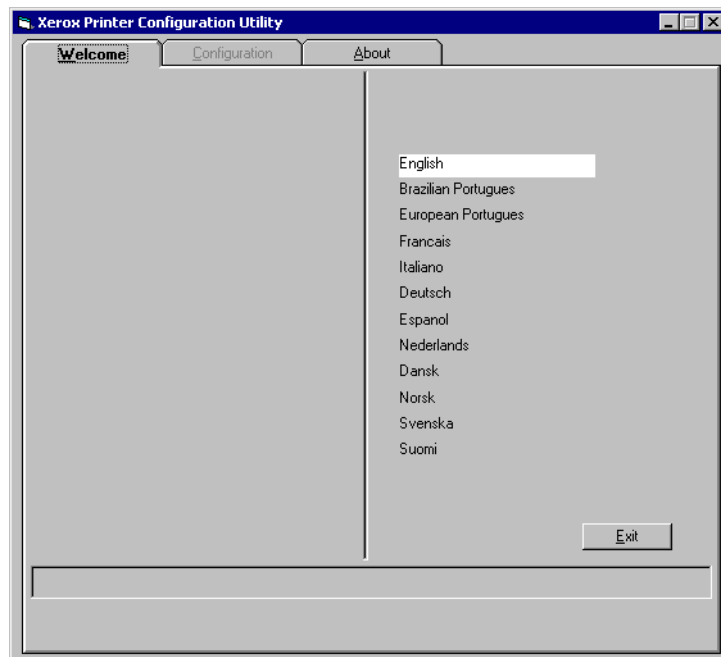 Xerox Printer Configuration Utility
Welcome Configuration About
English
Brazilian Portugues
European Portugues
Francais
Italiano
Deutsch
Espanol
Nederlands
Dansk
Norsk
Svenska
Suomi
Exit